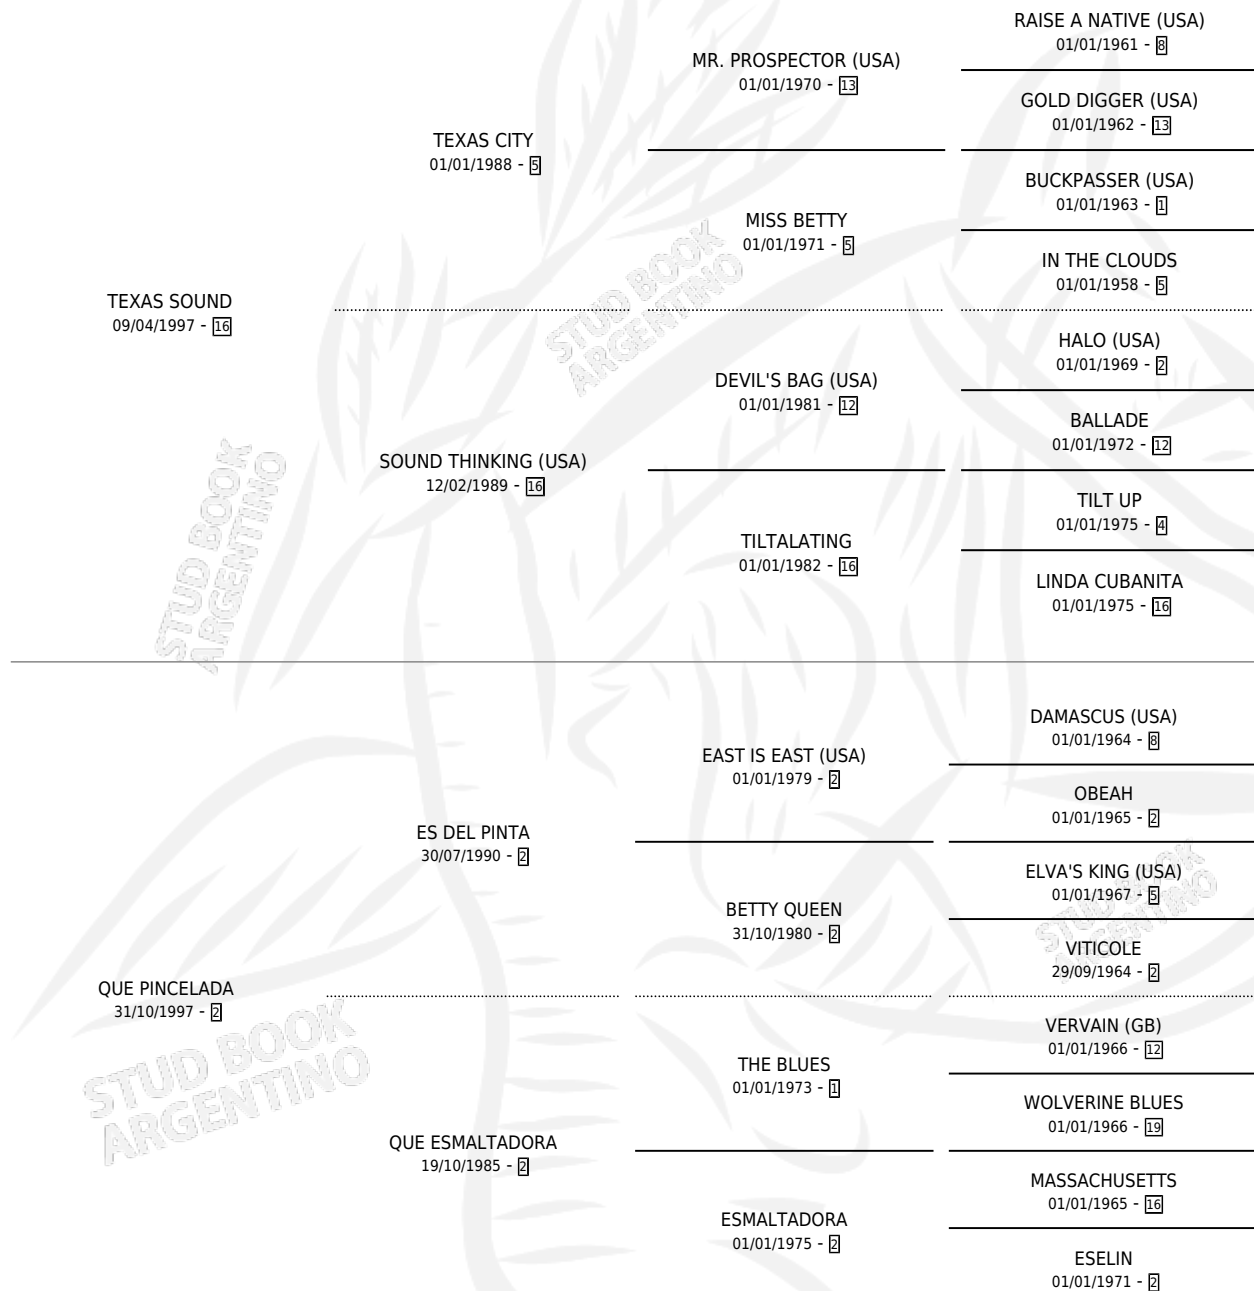 RAISE A NATIVE (USA)
01/01/1961 - 8
MR. PROSPECTOR (USA)
01/01/1970 - 13
GOLD DIGGER (USA)
01/01/1962 - 13
TEXAS CITY
01/01/1988 - 5
BUCKPASSER (USA)
01/01/1963 - 1
MISS BETTY
01/01/1971 - 5
IN THE CLOUDS
01/01/1958 - 5
TEXAS SOUND
09/04/1997 - 16
STUD BOOK
ARGENTINO
HALO (USA)
01/01/1969 - 2
DEVIL'S BAG (USA)
01/01/1981 - 12
BALLADE
01/01/1972 - 12
SOUND THINKING (USA)
12/02/1989 - 16
TILT UP
01/01/1975 - 4
TILTALATING
01/01/1982 - 16
LINDA CUBANITA
01/01/1975 - 16
STUD BOOK
ARGENTINO
DAMASCUS (USA)
01/01/1964 - 8
EAST IS EAST (USA)
01/01/1979 - 2
OBEAH
01/01/1965 - 2
ES DEL PINTA
30/07/1990 - 2
ELVA'S KING (USA)
01/01/1967 - 5
BETTY QUEEN
31/10/1980 - 2
VITICOLE
29/09/1964 - 2
STUD BOOK
ARGENTINO
QUE PINCELADA
31/10/1997 - 2
VERVAIN (GB)
01/01/1966 - 12
THE BLUES
01/01/1973 - 1
WOLVERINE BLUES
01/01/1966 - 19
STUD BOOK
ARGENTINO
QUE ESMALTADORA
19/10/1985 - 2
MASSACHUSETTS
01/01/1965 - 16
ESMALTADORA
01/01/1975 - 2
ESELIN
01/01/1971 - 2